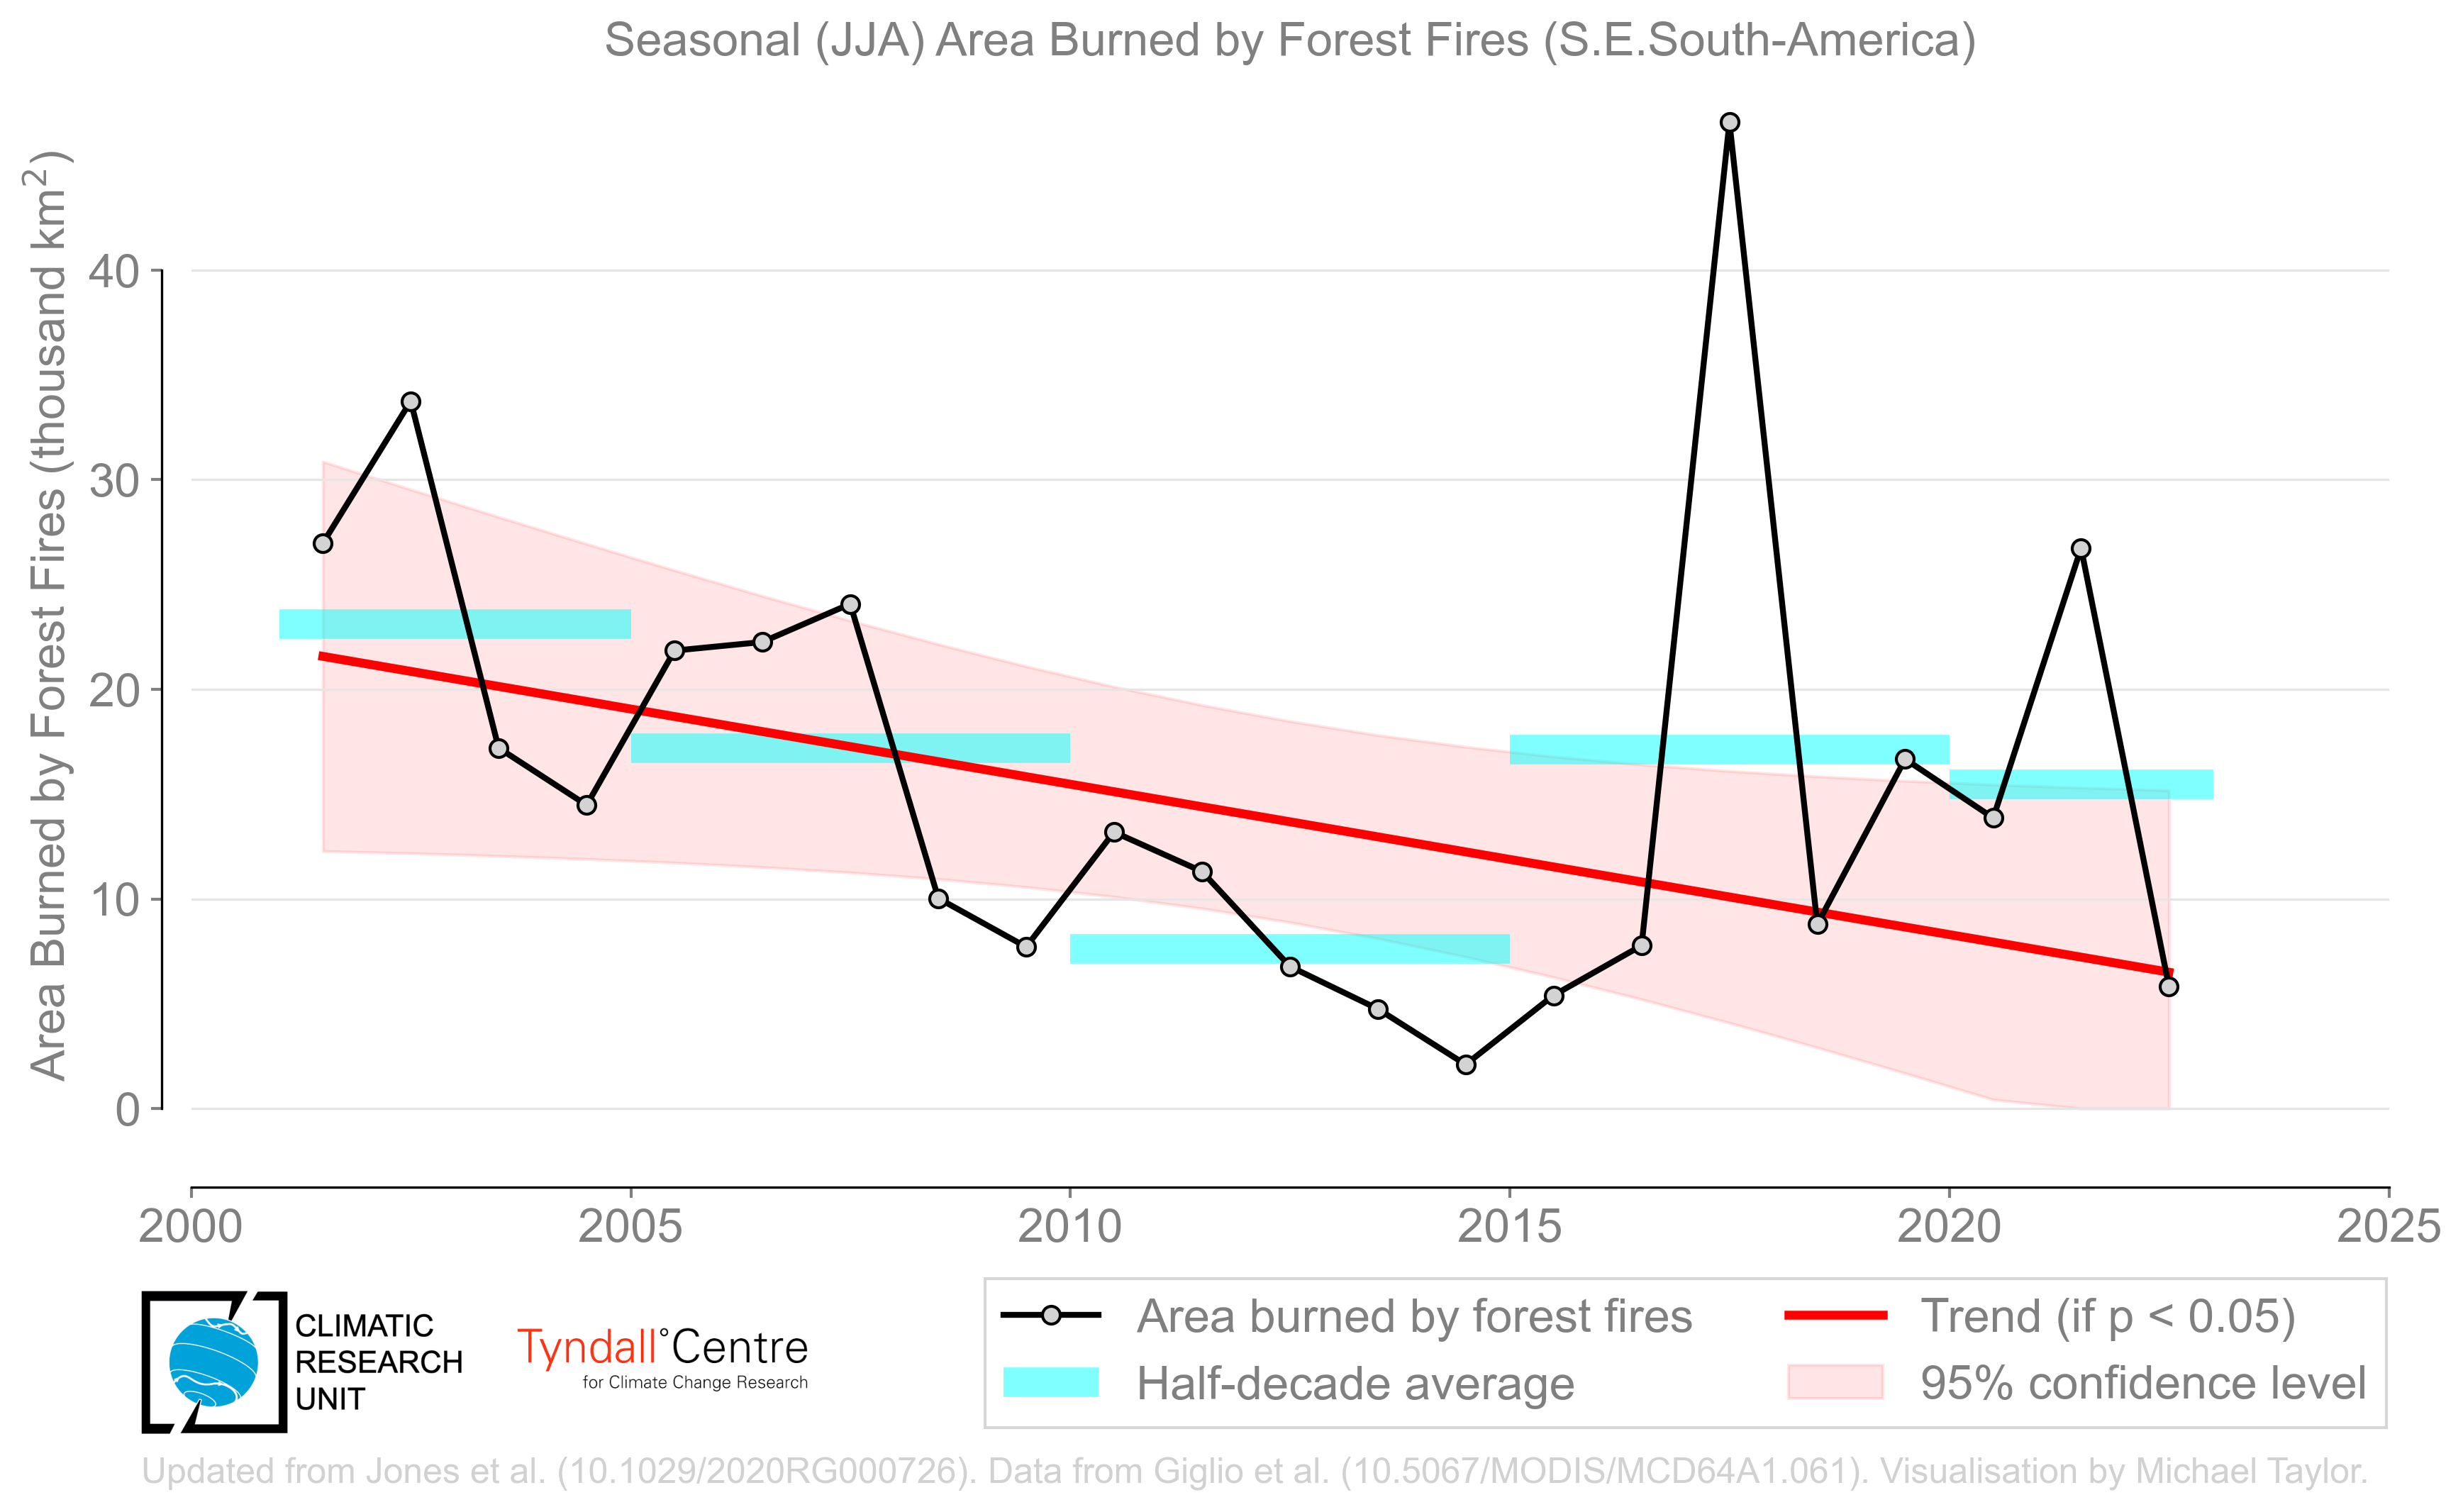 Seasonal (JJA) Area Burned by Forest Fires (S.E.South-America)
Area Burned by Forest Fires (thousand km²)
40
30
20
10
0
2000 2005 2010 2015 2020 2025
CLIMATIC
RESEARCH
UNIT
Tyndall°Centre
for Climate Change Research
Area burned by forest fires
Half-decade average
Trend (if p < 0.05)
95% confidence level
Updated from Jones et al. (10.1029/2020RG000726). Data from Giglio et al. (10.5067/MODIS/MCD64A1.061). Visualisation by Michael Taylor.